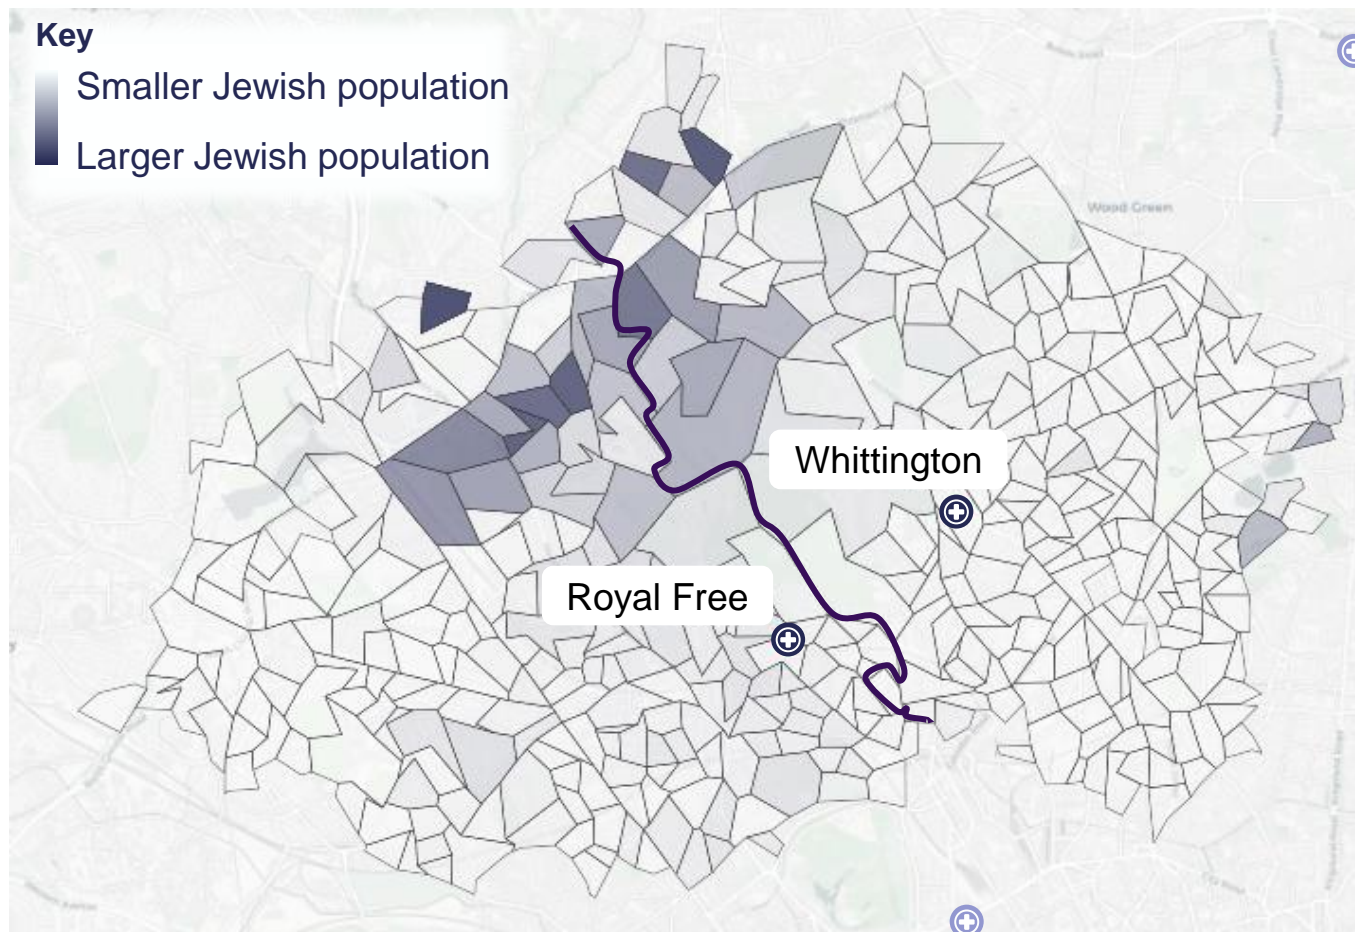 Key
Smaller Jewish population
Larger Jewish population
Wood Green
Whittington
Royal Free